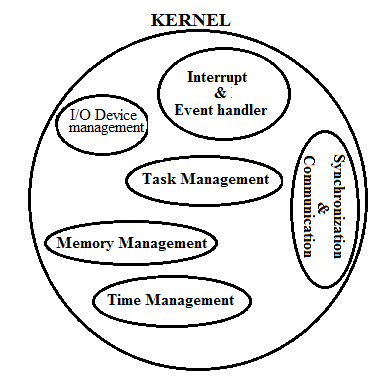 KERNEL
Interrupt
&
Event handler
I/O Device
management
Task Management
Synchronization
&
Communication
Memory Management
Time Management